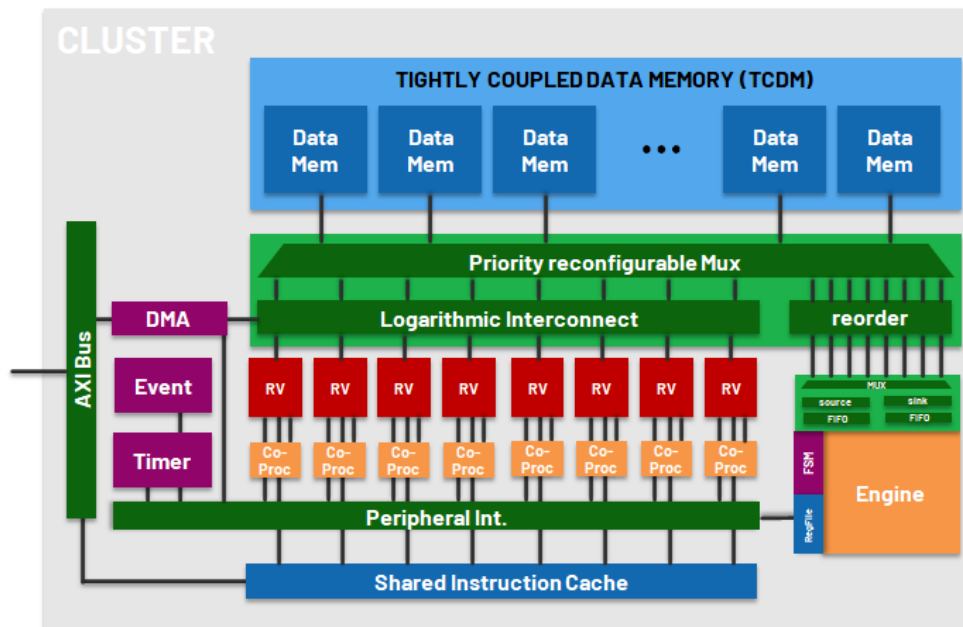 CLUSTER
TIGHTLY COUPLED DATA MEMORY (TCDM)
Data
Mem
Data
Mem
Data
Mem
Data
Mem
Data
Mem
Priority reconfigurable Mux
Logarithmic Interconnect
reorder
AXI Bus
DMA
Event
Timer
RV
RV
RV
RV
RV
RV
RV
RV
Co-
Proc
Co-
Proc
Co-
Proc
Co-
Proc
Co-
Proc
Co-
Proc
Co-
Proc
Co-
Proc
MUX
source
sink
FIFO
FIFO
FSM
RegFile
Engine
Peripheral Int.
Shared Instruction Cache